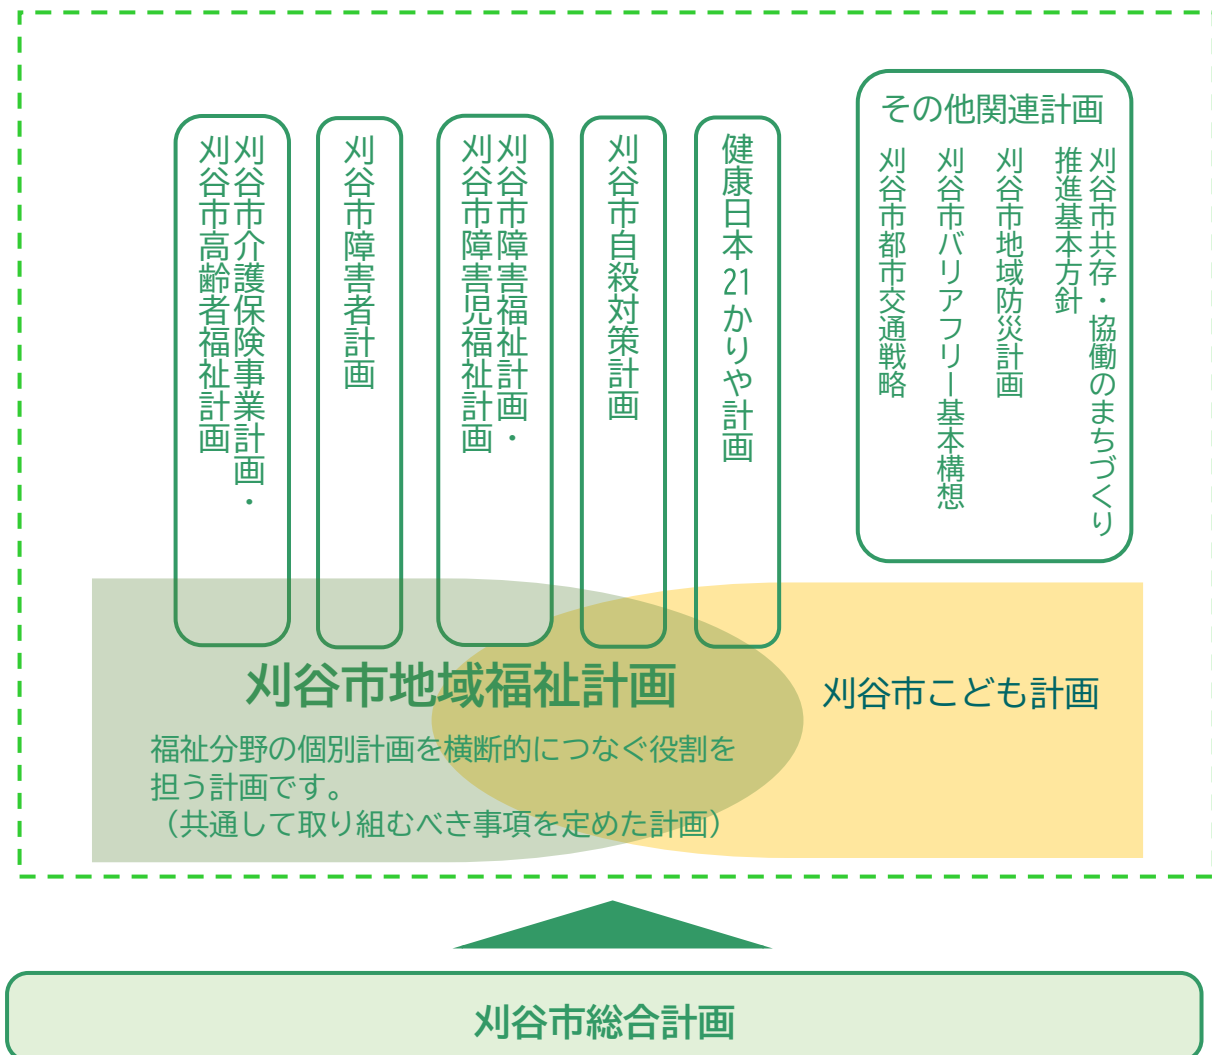 刈谷市介護保険事業計画・
刈谷市高齢者福祉計画
刈谷市障害者計画
刈谷市障害福祉計画・
刈谷市障害児福祉計画
刈谷市自殺対策計画
健康日本21かりや計画
その他関連計画
刈谷市都市交通戦略
刈谷市バリアフリー基本構想
刈谷市地域防災計画
刈谷市共存・協働のまちづくり
推進基本方針
刈谷市地域福祉計画
福祉分野の個別計画を横断的につなぐ役割を
担う計画です。
（共通して取り組むべき事項を定めた計画）
刈谷市こども計画
刈谷市総合計画